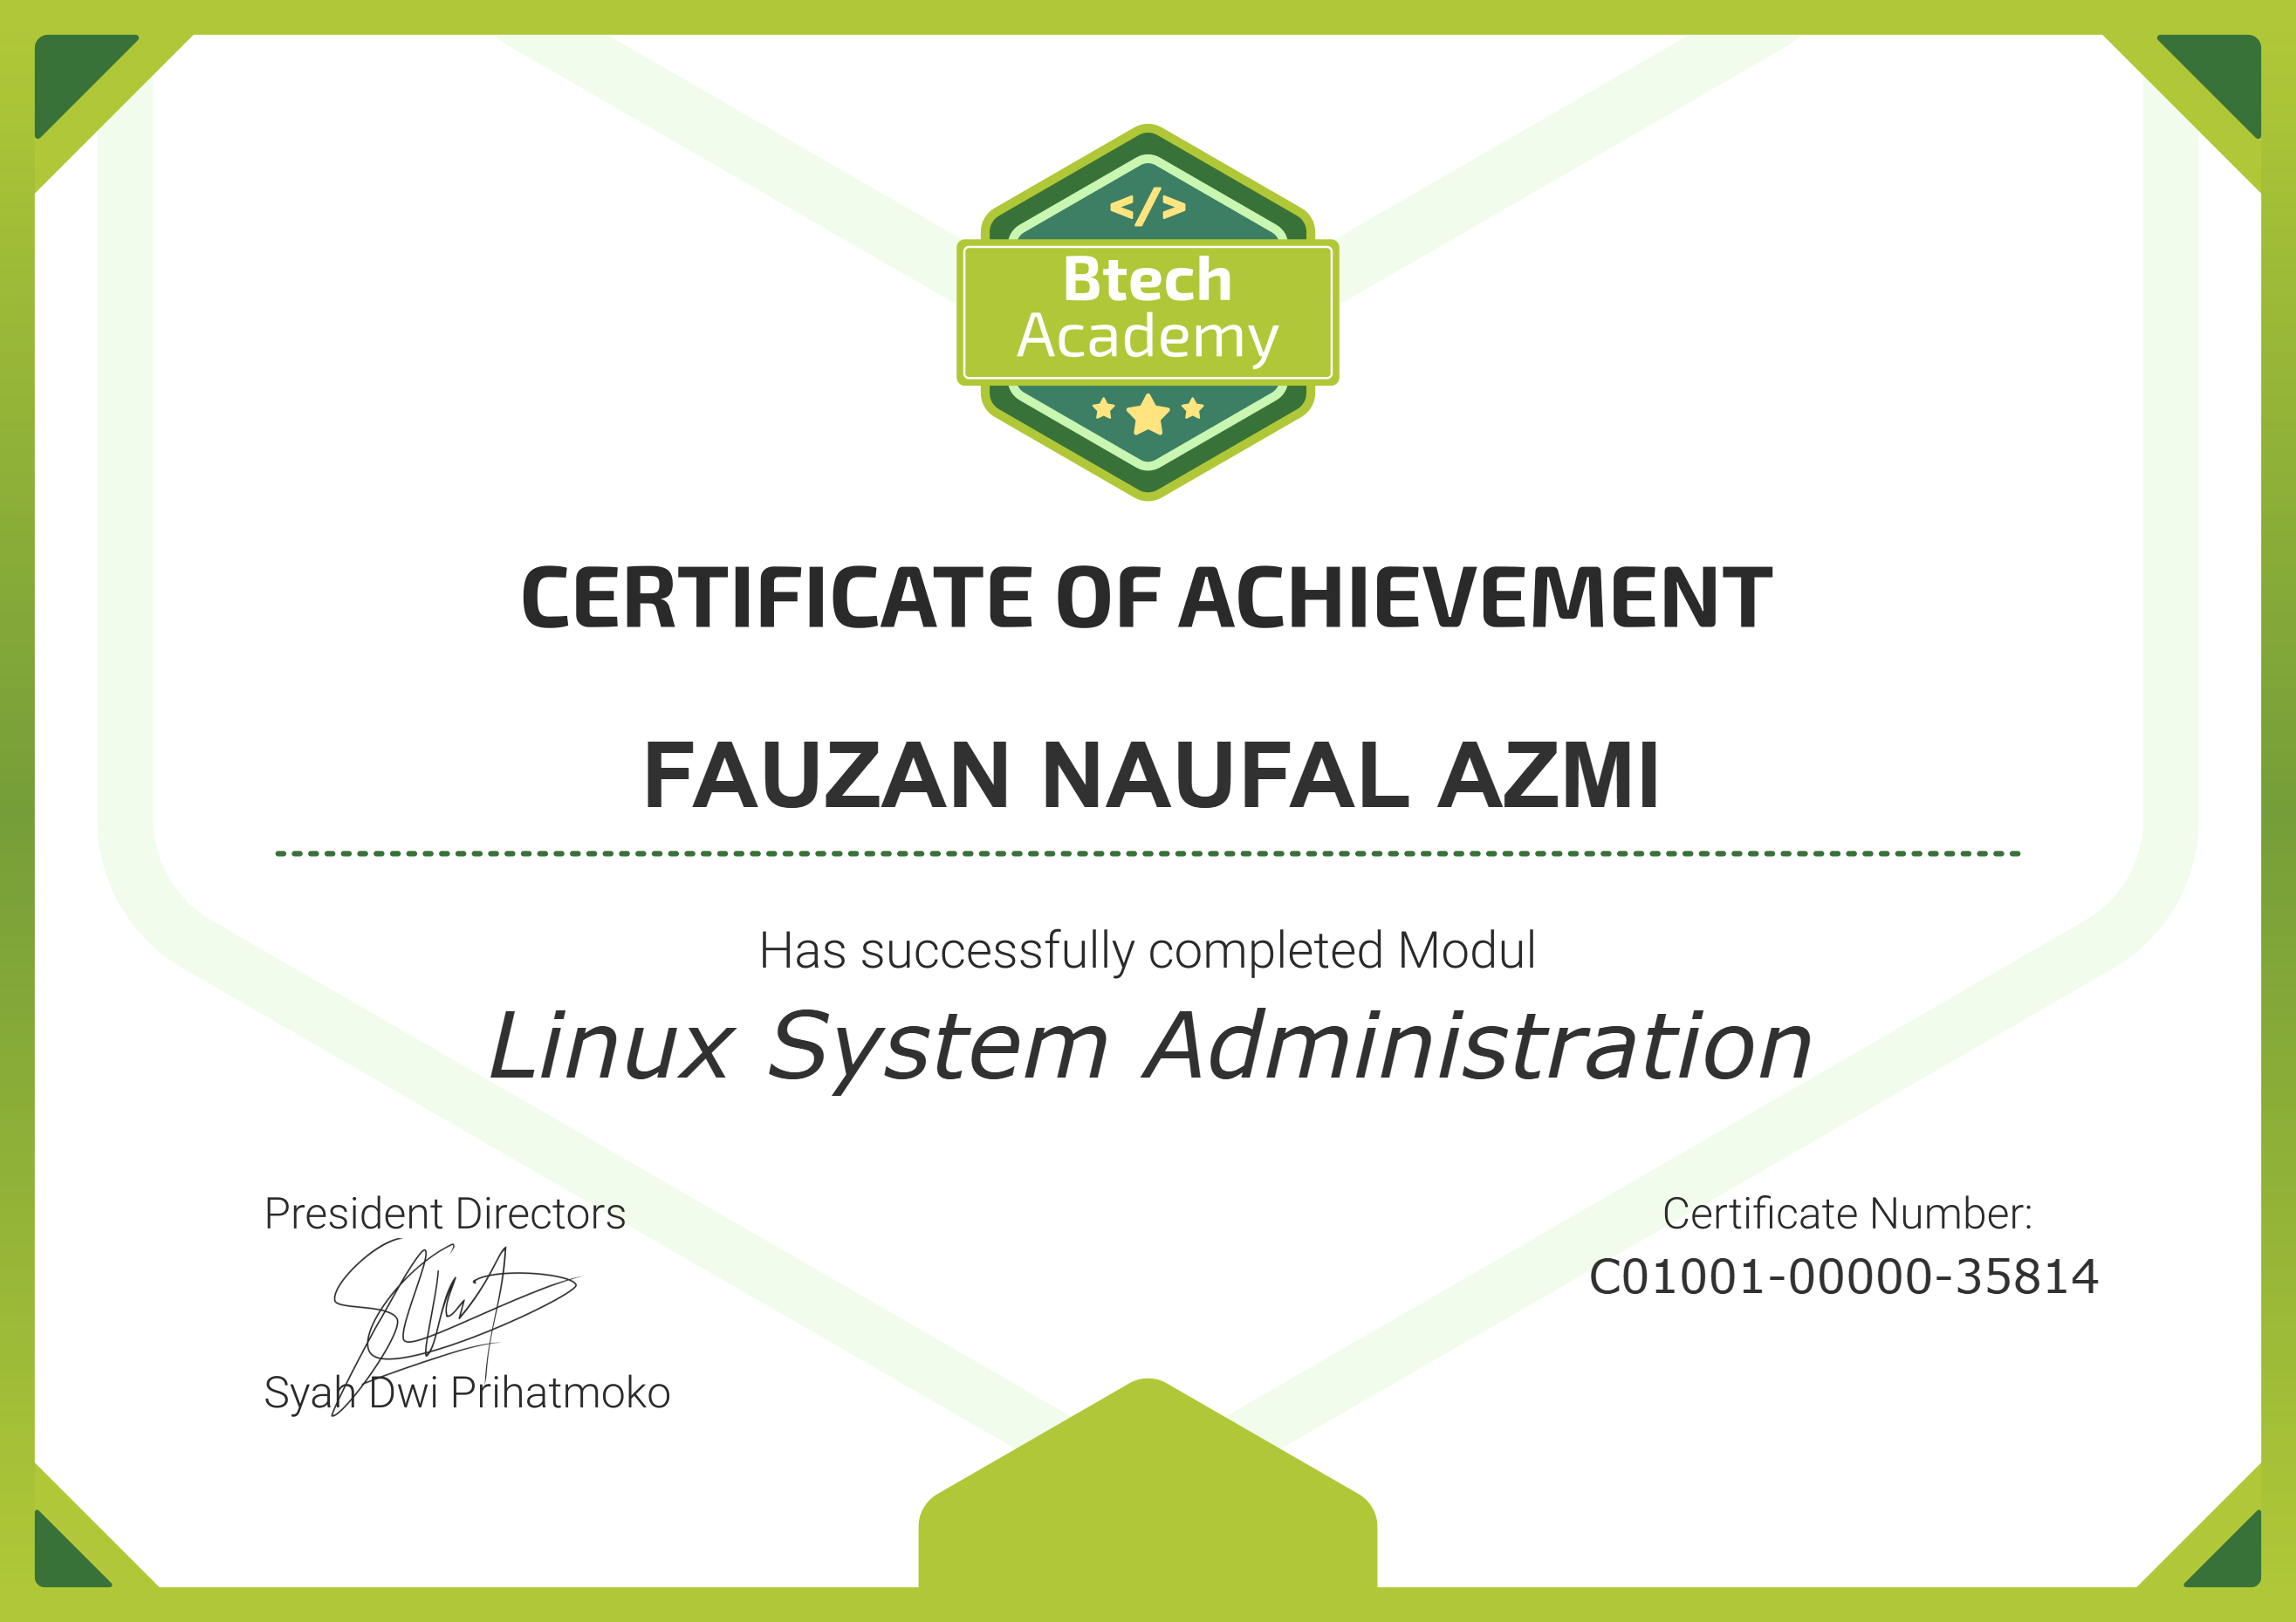 </>
Btech
Academy
CERTIFICATE OF ACHIEVEMENT
FAUZAN NAUFAL AZMI
Has successfully completed Modul
Linux System Administration
President Directors
Syah Dwi Prihatmoko
Certificate Number:
C01001-00000-35814